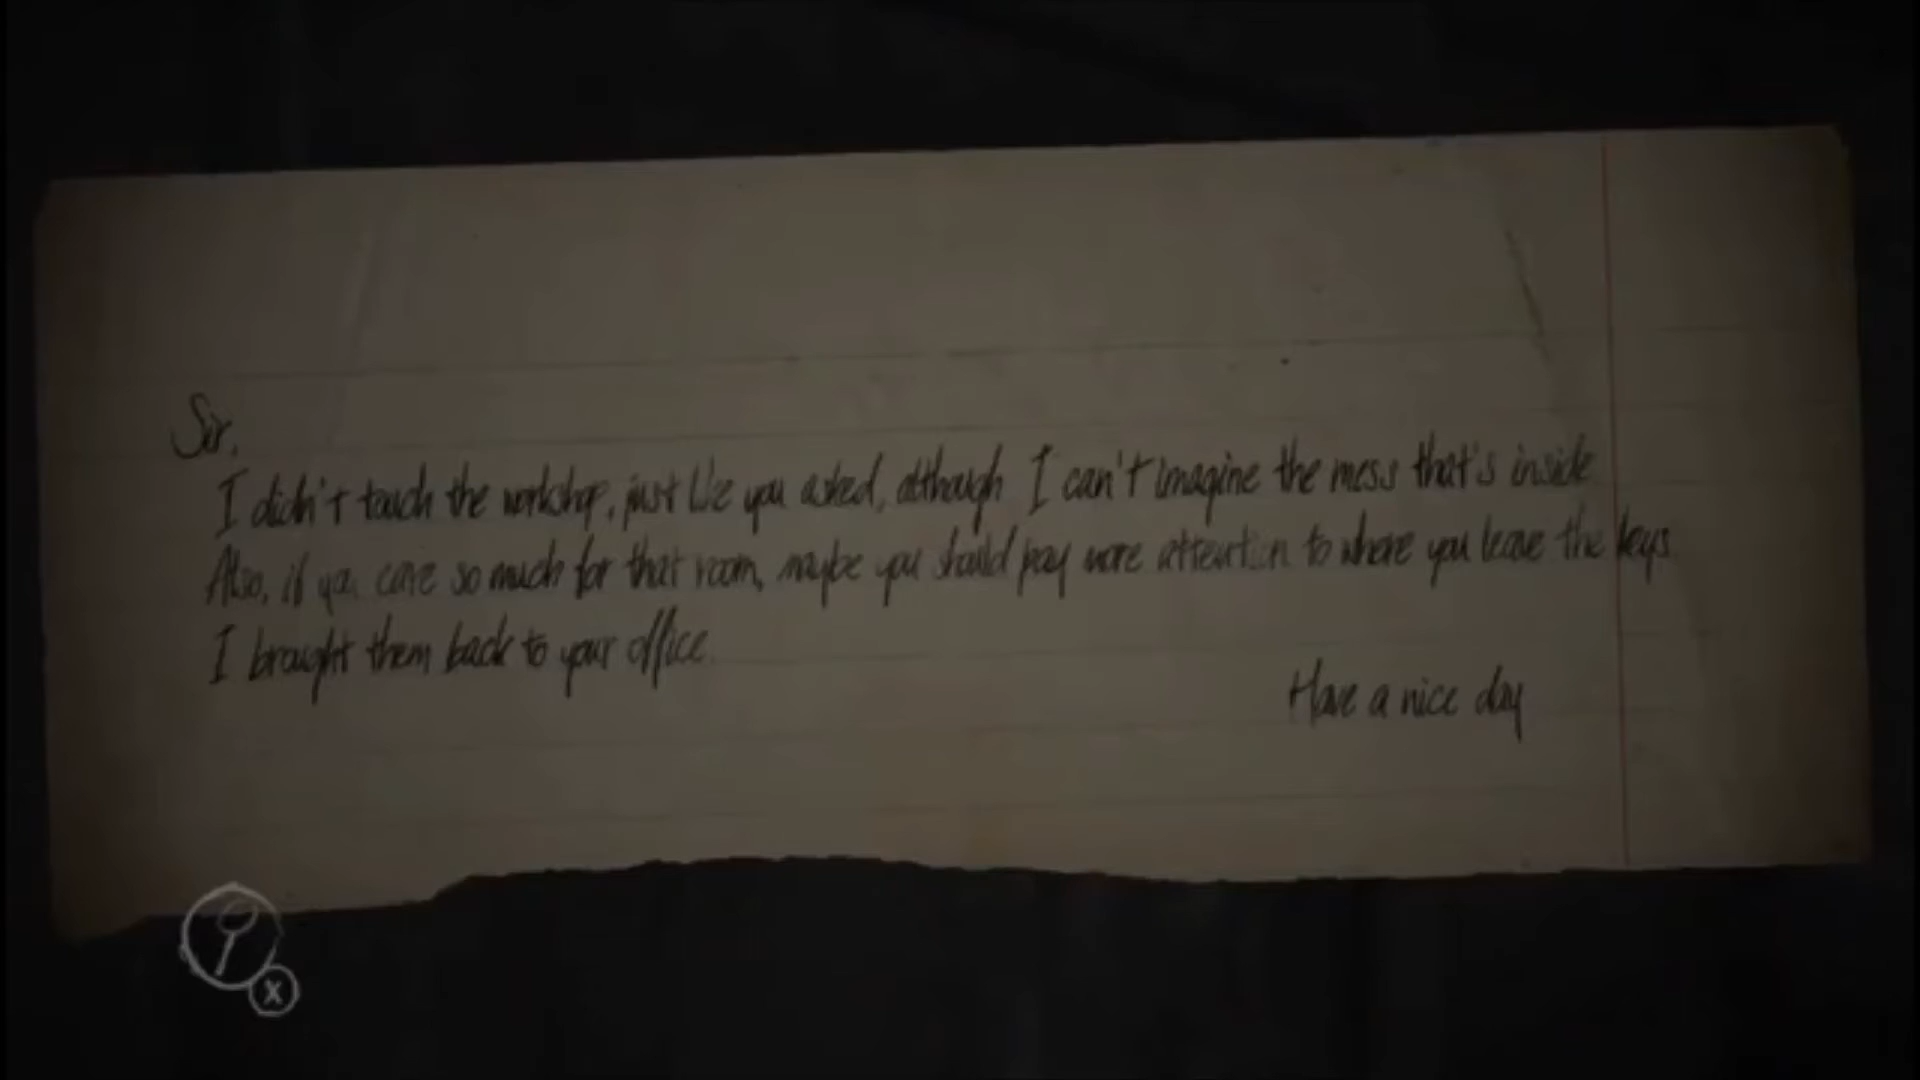 Sir,
I didn't touch the workshop, just like you asked, although I can't imagine the mess that's inside
Also, if you care so much for that room, maybe you should pay more attention to where you leave the keys
I brought them back to your office.
Have a nice day
X